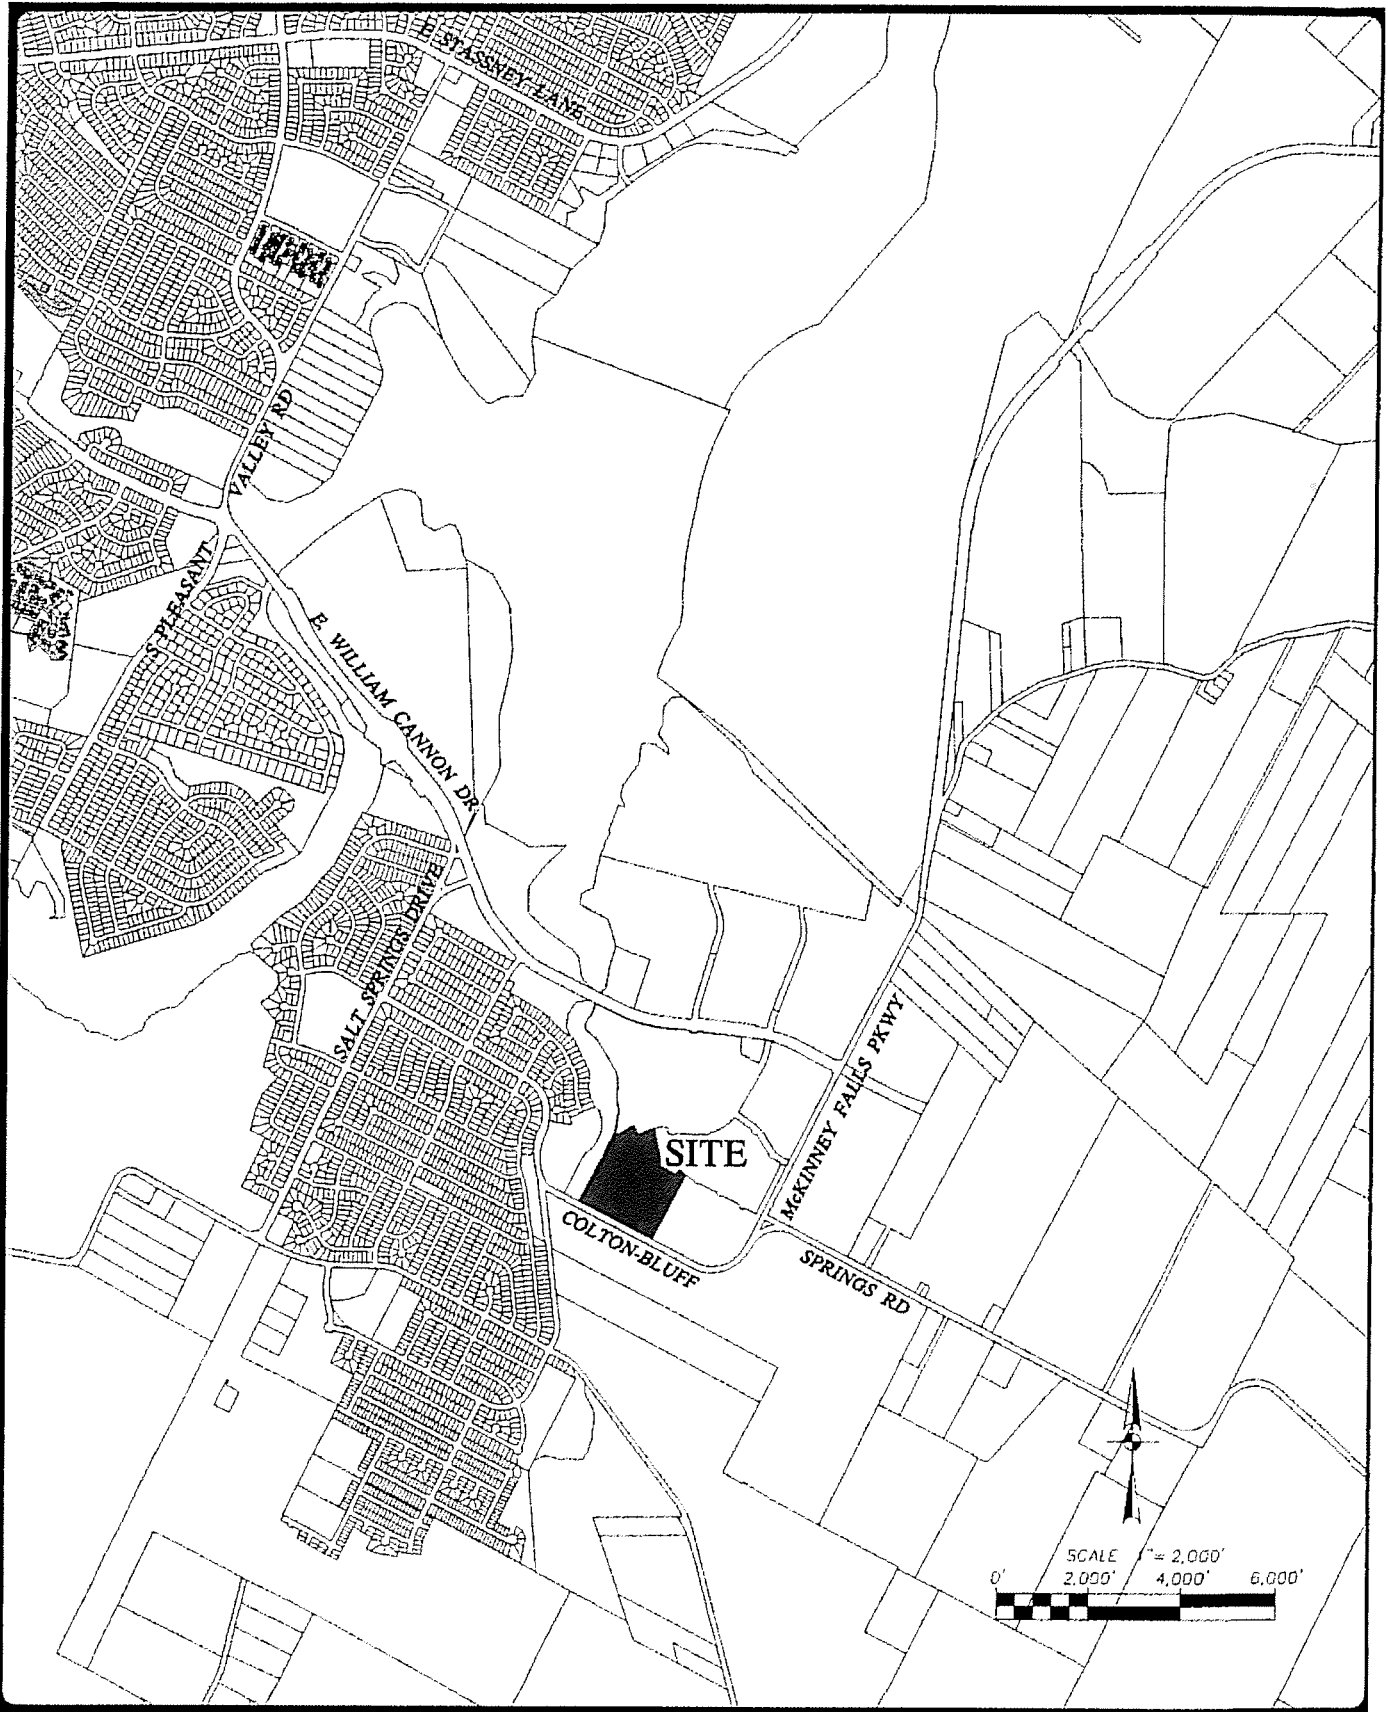 E STASSNEY LANE
VALLEY RD
S PLEASANT
E. WILLIAM CANNON DR
SALT SPRINGS DRIVE
McKINNEY FALLS PKWY
SITE
COLTON-BLUFF
SPRINGS RD
SCALE 1"= 2,000'
0' 2,000' 4,000' 6,000'